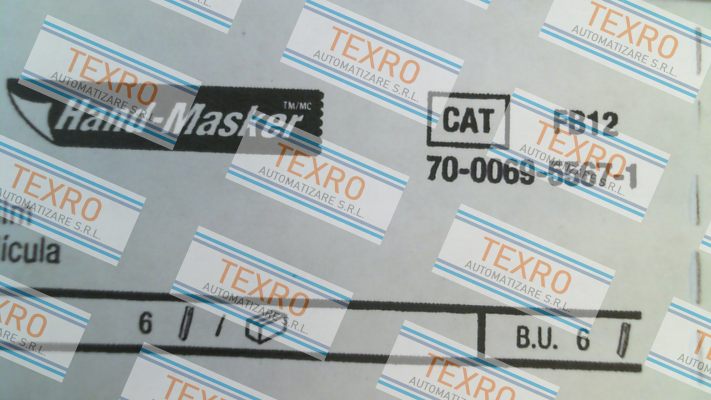 Hand-Masker TM/MC
CAT FB12
70-0069-5567-1
ícula
6 /
B.U. 6
TEXRO
AUTOMATIZARE S.R.L.